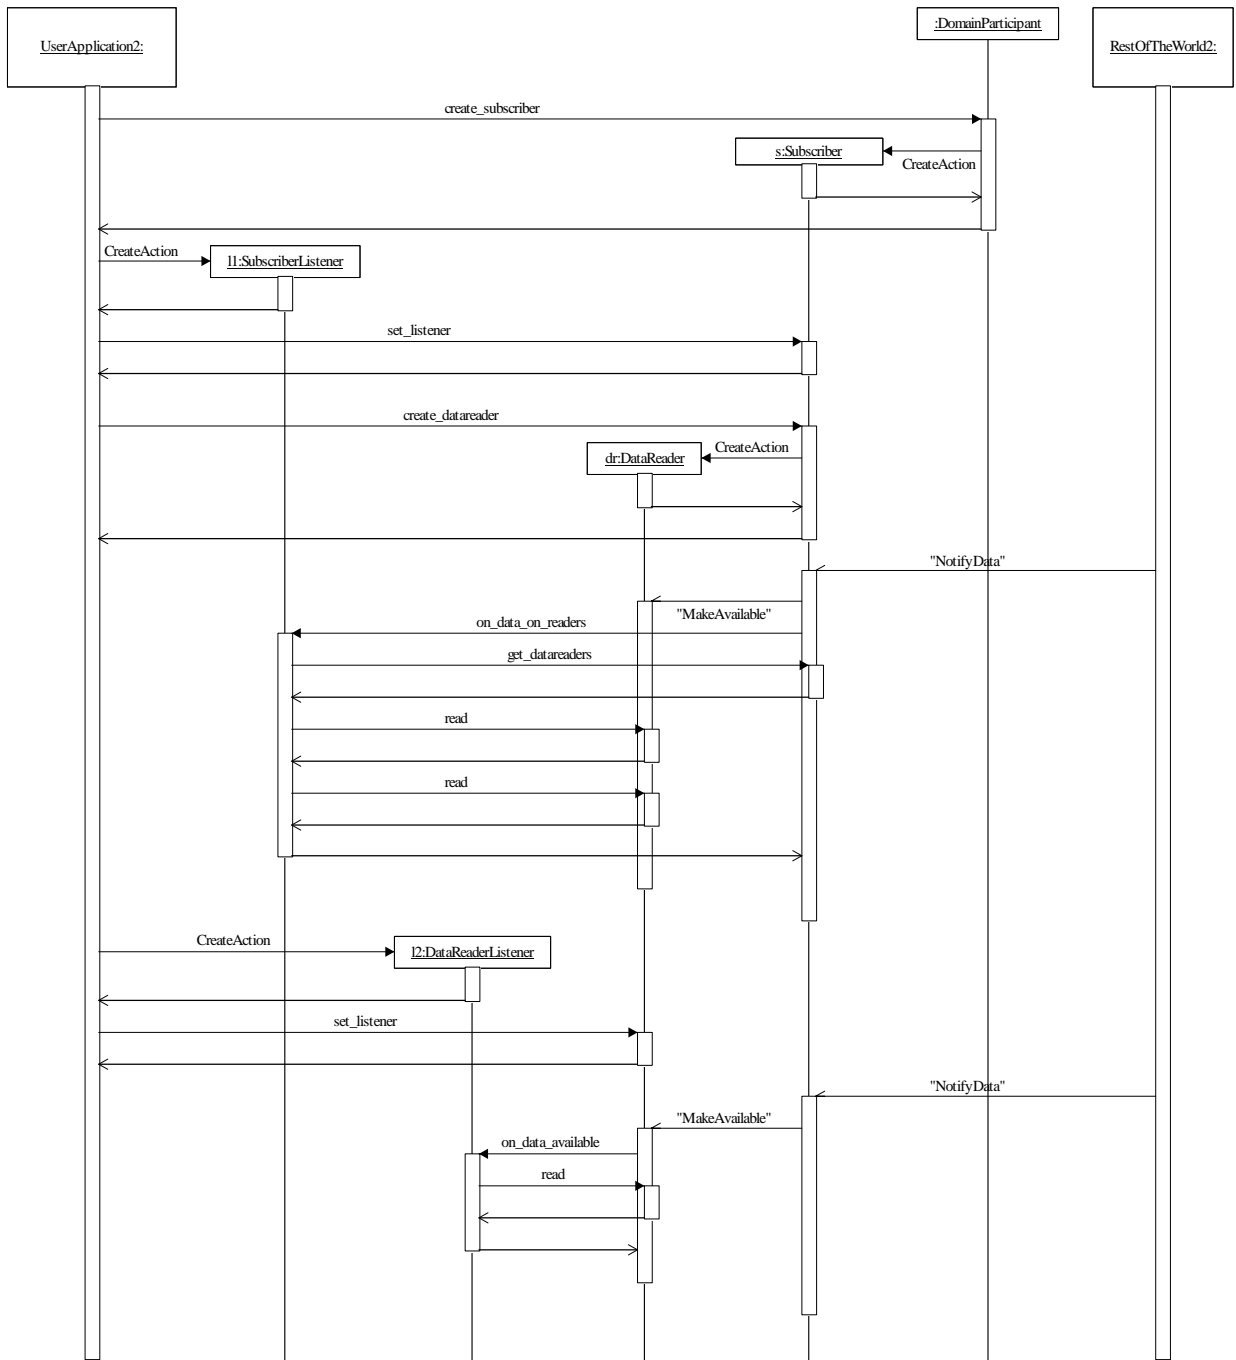 :DomainParticipant
UserApplication2:
RestOfTheWorld2:
create_subscriber
s:Subscriber
CreateAction
CreateAction
l1:SubscriberListener
set_listener
create_datareader
CreateAction
dr:DataReader
"NotifyData"
"MakeAvailable"
on_data_on_readers
get_datareaders
read
read
CreateAction
l2:DataReaderListener
set_listener
"NotifyData"
"MakeAvailable"
on_data_available
read